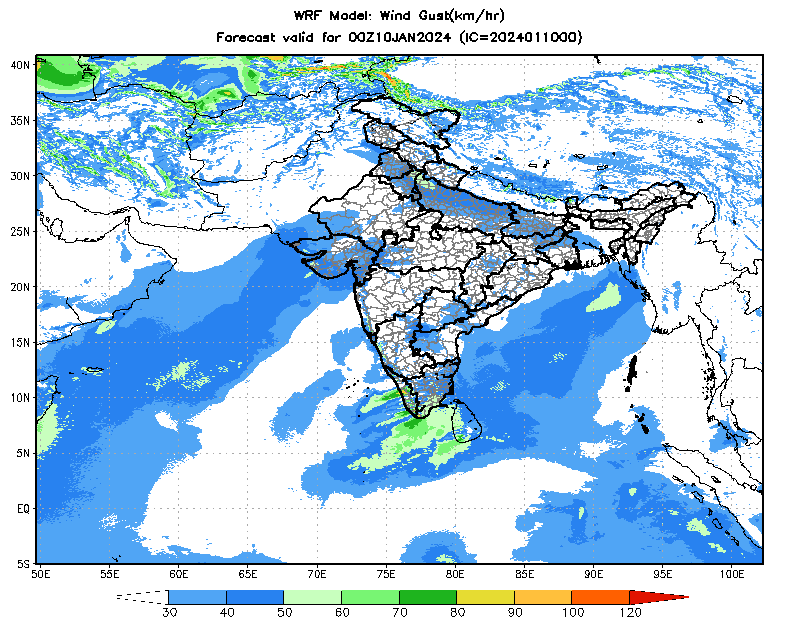 WRF Model: Wind Gust(km/hr)
Forecast valid for 00Z10JAN2024 (IC=2024011000)
40N
35N
30N
25N
20N
15N
10N
5N
EQ
5S
50E 55E 60E 65E 70E 75E 80E 85E 90E 95E 100E
30 40 50 60 70 80 90 100 120